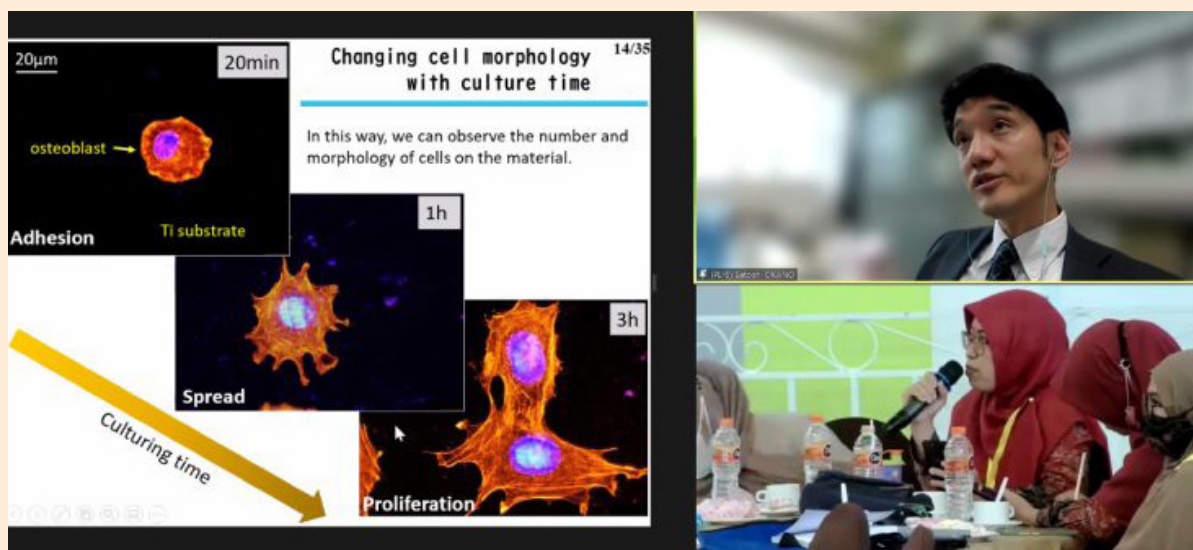 20μm
20min
osteoblast
Ti substrate
Adhesion
Changing cell morphology
with culture time
14/35
In this way, we can observe the number and
morphology of cells on the material.
1h
Spread
3h
Proliferation
Culturing time